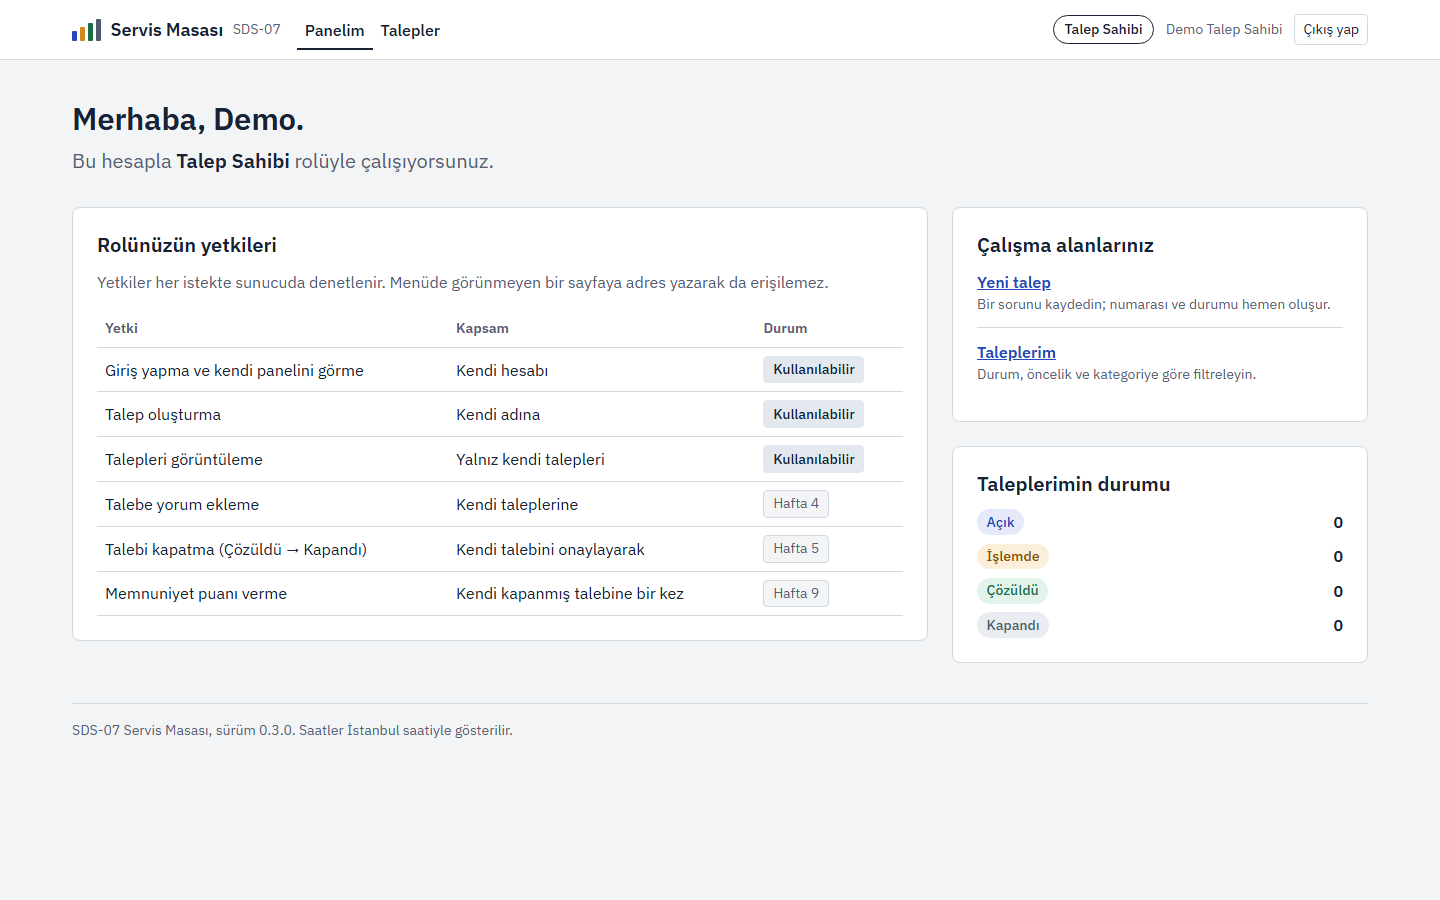 Servis Masası SDS-07 Panelim Talepler Talep Sahibi Demo Talep Sahibi Çıkış yap
Merhaba, Demo.
Bu hesapla Talep Sahibi rolüyle çalışıyorsunuz.
Rolünüzün yetkileri
Yetkiler her istekte sunucuda denetlenir. Menüde görünmeyen bir sayfaya adres yazarak da erişilemez.
Yetki Kapsam Durum
Giriş yapma ve kendi panelini görme Kendi hesabı Kullanılabilir
Talep oluşturma Kendi adına Kullanılabilir
Talepleri görüntüleme Yalnız kendi talepleri Kullanılabilir
Talebe yorum ekleme Kendi taleplerine Hafta 4
Talebi kapatma (Çözüldü → Kapandı) Kendi talebini onaylayarak Hafta 5
Memnuniyet puanı verme Kendi kapanmış talebine bir kez Hafta 9
Çalışma alanlarınız
Yeni talep
Bir sorunu kaydedin; numarası ve durumu hemen oluşur.
Taleplerim
Durum, öncelik ve kategoriye göre filtreleyin.
Taleplerimin durumu
Açık 0
İşlemde 0
Çözüldü 0
Kapandı 0
SDS-07 Servis Masası, sürüm 0.3.0. Saatler İstanbul saatiyle gösterilir.